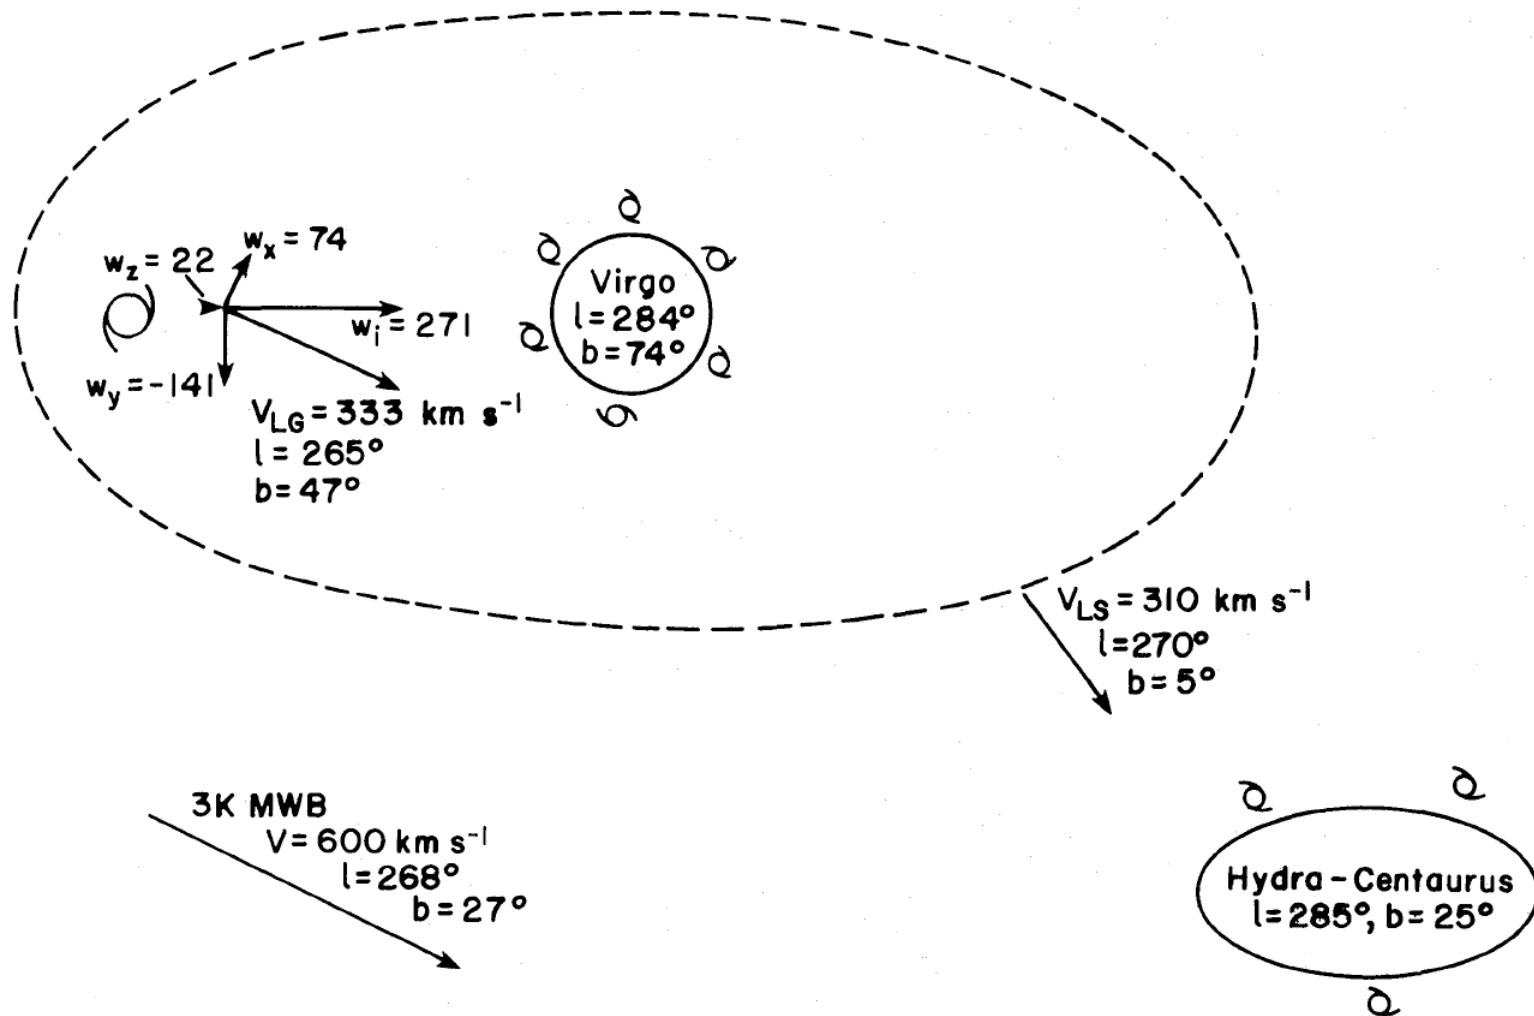 wₓ = 74
w_z = 22
w_i = 271
w_y = -141
V_LG = 333 km s⁻¹
l = 265°
b = 47°
Virgo
l = 284°
b = 74°
V_LS = 310 km s⁻¹
l = 270°
b = 5°
3K MWB
V = 600 km s⁻¹
l = 268°
b = 27°
Hydra - Centaurus
l = 285°, b = 25°